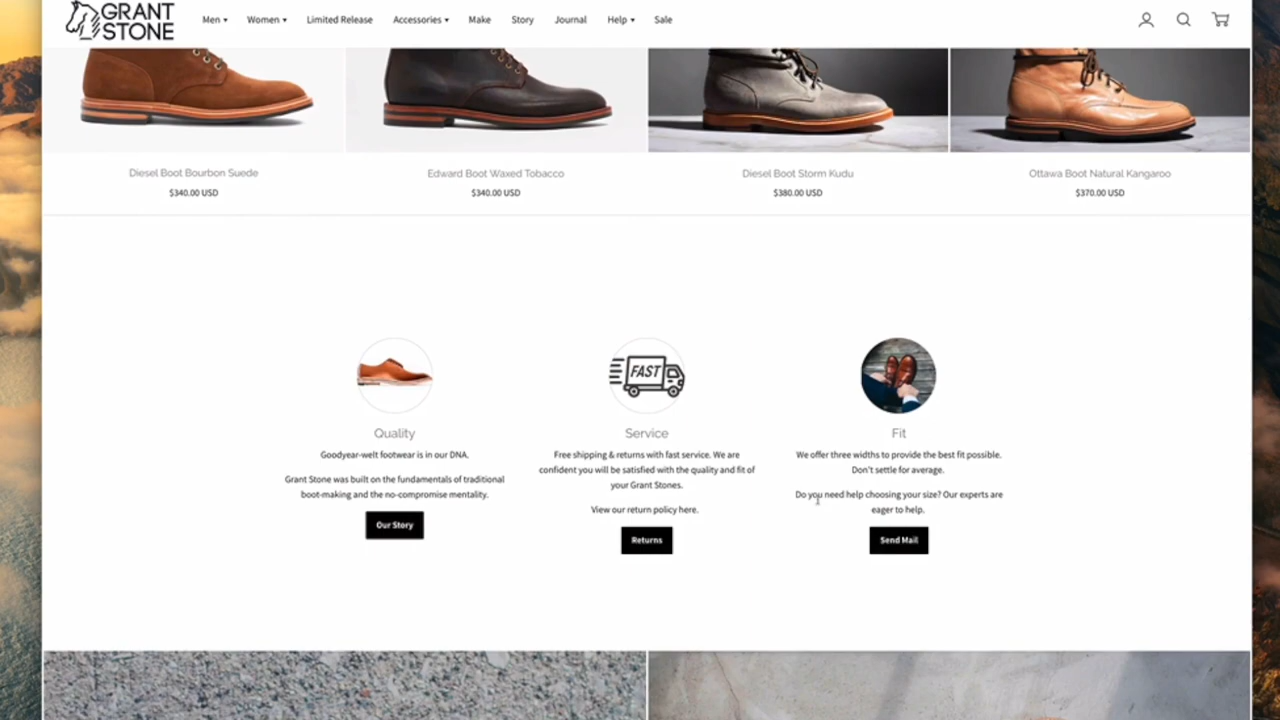 GRANT
STONE
Men ▾ Women ▾ Limited Release Accessories ▾ Make Story Journal Help ▾ Sale
Diesel Boot Bourbon Suede
$340.00 USD
Edward Boot Waxed Tobacco
$340.00 USD
Diesel Boot Storm Kudu
$380.00 USD
Ottawa Boot Natural Kangaroo
$370.00 USD
Quality
Goodyear-welt footwear is in our DNA.
Grant Stone was built on the fundamentals of traditional
boot-making and the no-compromise mentality.
Our Story
FAST
Service
Free shipping & returns with fast service. We are
confident you will be satisfied with the quality and fit of
your Grant Stones.
View our return policy here.
Returns
Fit
We offer three widths to provide the best fit possible.
Don't settle for average.
Do you need help choosing your size? Our experts are
eager to help.
Send Mail